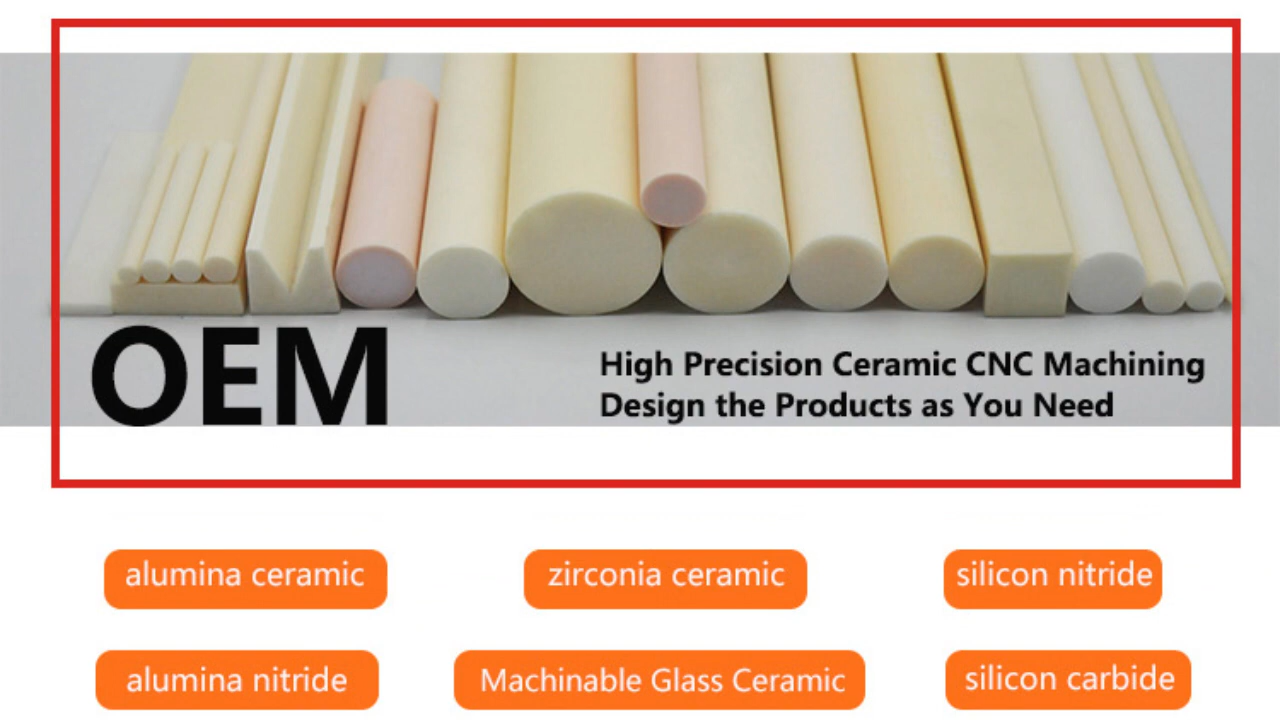 OEM
High Precision Ceramic CNC Machining
Design the Products as You Need
alumina ceramic
zirconia ceramic
silicon nitride
alumina nitride
Machinable Glass Ceramic
silicon carbide